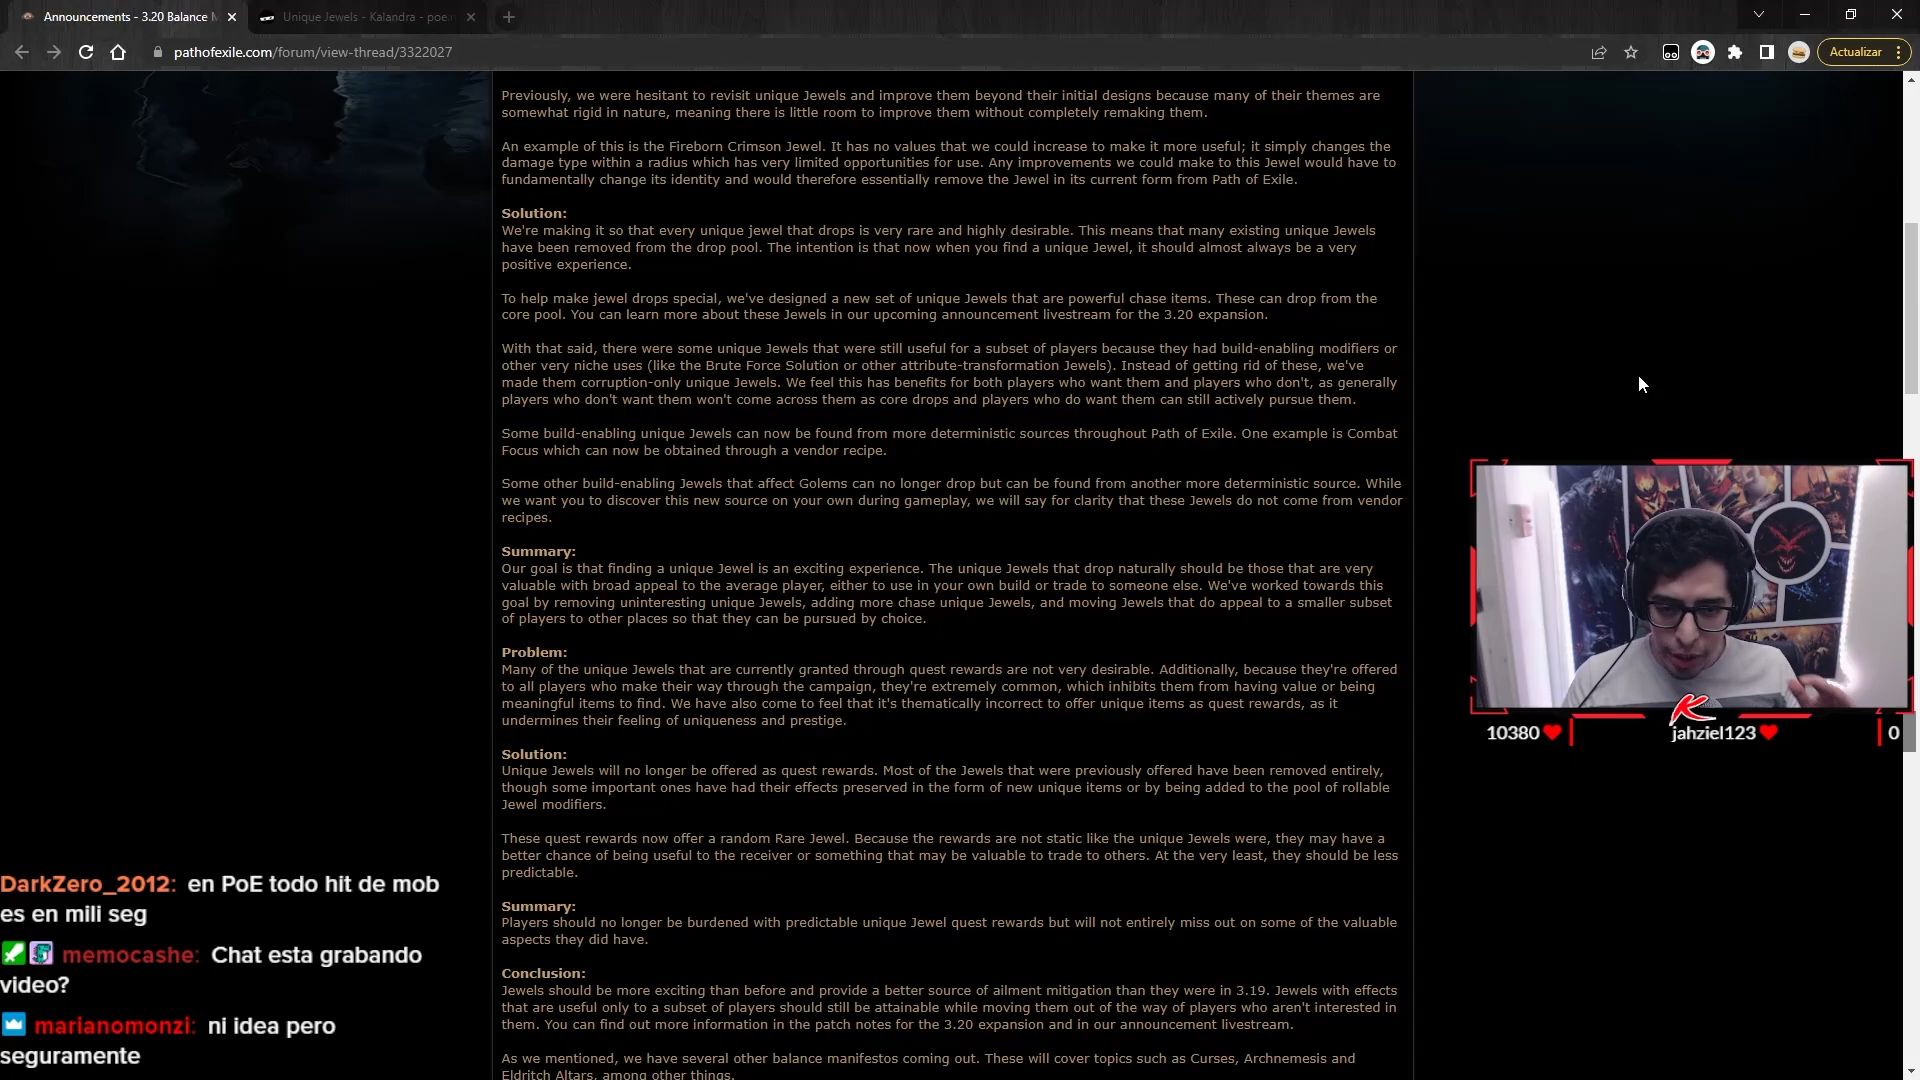 Announcements - 3.20 Balance M
Unique Jewels - Kalandra - poe.n
pathofexile.com/forum/view-thread/3322027
Actualizar
Previously, we were hesitant to revisit unique Jewels and improve them beyond their initial designs because many of their themes are
somewhat rigid in nature, meaning there is little room to improve them without completely remaking them.
An example of this is the Fireborn Crimson Jewel. It has no values that we could increase to make it more useful; it simply changes the
damage type within a radius which has very limited opportunities for use. Any improvements we could make to this Jewel would have to
fundamentally change its identity and would therefore essentially remove the Jewel in its current form from Path of Exile.
Solution:
We're making it so that every unique jewel that drops is very rare and highly desirable. This means that many existing unique Jewels
have been removed from the drop pool. The intention is that now when you find a unique Jewel, it should almost always be a very
positive experience.
To help make jewel drops special, we've designed a new set of unique Jewels that are powerful chase items. These can drop from the
core pool. You can learn more about these Jewels in our upcoming announcement livestream for the 3.20 expansion.
With that said, there were some unique Jewels that were still useful for a subset of players because they had build-enabling modifiers or
other very niche uses (like the Brute Force Solution or other attribute-transformation Jewels). Instead of getting rid of these, we've
made them corruption-only unique Jewels. We feel this has benefits for both players who want them and players who don't, as generally
players who don't want them won't come across them as core drops and players who do want them can still actively pursue them.
Some build-enabling unique Jewels can now be found from more deterministic sources throughout Path of Exile. One example is Combat
Focus which can now be obtained through a vendor recipe.
Some other build-enabling Jewels that affect Golems can no longer drop but can be found from another more deterministic source. While
we want you to discover this new source on your own during gameplay, we will say for clarity that these Jewels do not come from vendor
recipes.
Summary:
Our goal is that finding a unique Jewel is an exciting experience. The unique Jewels that drop naturally should be those that are very
valuable with broad appeal to the average player, either to use in your own build or trade to someone else. We've worked towards this
goal by removing uninteresting unique Jewels, adding more chase unique Jewels, and moving Jewels that do appeal to a smaller subset
of players to other places so that they can be pursued by choice.
Problem:
Many of the unique Jewels that are currently granted through quest rewards are not very desirable. Additionally, because they're offered
to all players who make their way through the campaign, they're extremely common, which inhibits them from having value or being
meaningful items to find. We have also come to feel that it's thematically incorrect to offer unique items as quest rewards, as it
undermines their feeling of uniqueness and prestige.
Solution:
Unique Jewels will no longer be offered as quest rewards. Most of the Jewels that were previously offered have been removed entirely,
though some important ones have had their effects preserved in the form of new unique items or by being added to the pool of rollable
Jewel modifiers.
These quest rewards now offer a random Rare Jewel. Because the rewards are not static like the unique Jewels were, they may have a
better chance of being useful to the receiver or something that may be valuable to trade to others. At the very least, they should be less
predictable.
Summary:
Players should no longer be burdened with predictable unique Jewel quest rewards but will not entirely miss out on some of the valuable
aspects they did have.
Conclusion:
Jewels should be more exciting than before and provide a better source of ailment mitigation than they were in 3.19. Jewels with effects
that are useful only to a subset of players should still be attainable while moving them out of the way of players who aren't interested in
them. You can find out more information in the patch notes for the 3.20 expansion and in our announcement livestream.
As we mentioned, we have several other balance manifestos coming out. These will cover topics such as Curses, Archnemesis and
Eldritch Altars, among other things.
K
10380
jahziel123
0
DarkZero_2012: en PoE todo hit de mob
es en mili seg
memocashe: Chat esta grabando
video?
marianomonzi: ni idea pero
seguramente